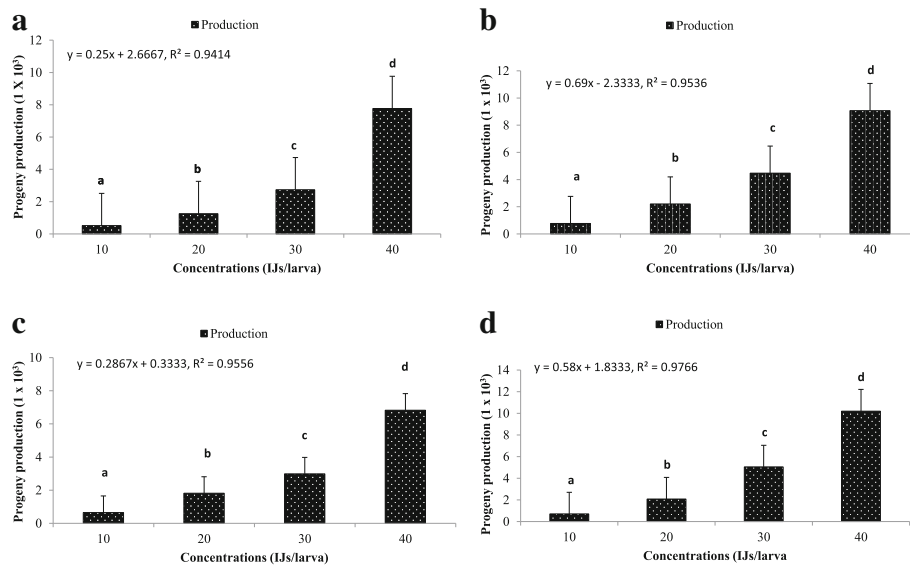 a
Production
y = 0.25x + 2.6667, R² = 0.9414
Progeny production (1 X 10³)
12
10
8
6
4
2
0
a
b
c
d
10 20 30 40
Concentrations (IJs/larva)
b
Production
y = 0.69x - 2.3333, R² = 0.9536
Progeny production (1 x 10³)
12
10
8
6
4
2
0
a
b
c
d
10 20 30 40
Concentrations (IJs/larva)
c
Production
y = 0.2867x + 0.3333, R² = 0.9556
Progeny production (1 x 10³)
10
8
6
4
2
0
a
b
c
d
10 20 30 40
Concentrations (IJs/larva
d
Production
y = 0.58x + 1.8333, R² = 0.9766
Progeny production (1 x 10³)
14
12
10
8
6
4
2
0
a
b
c
d
10 20 30 40
Concentrations (IJs/larva